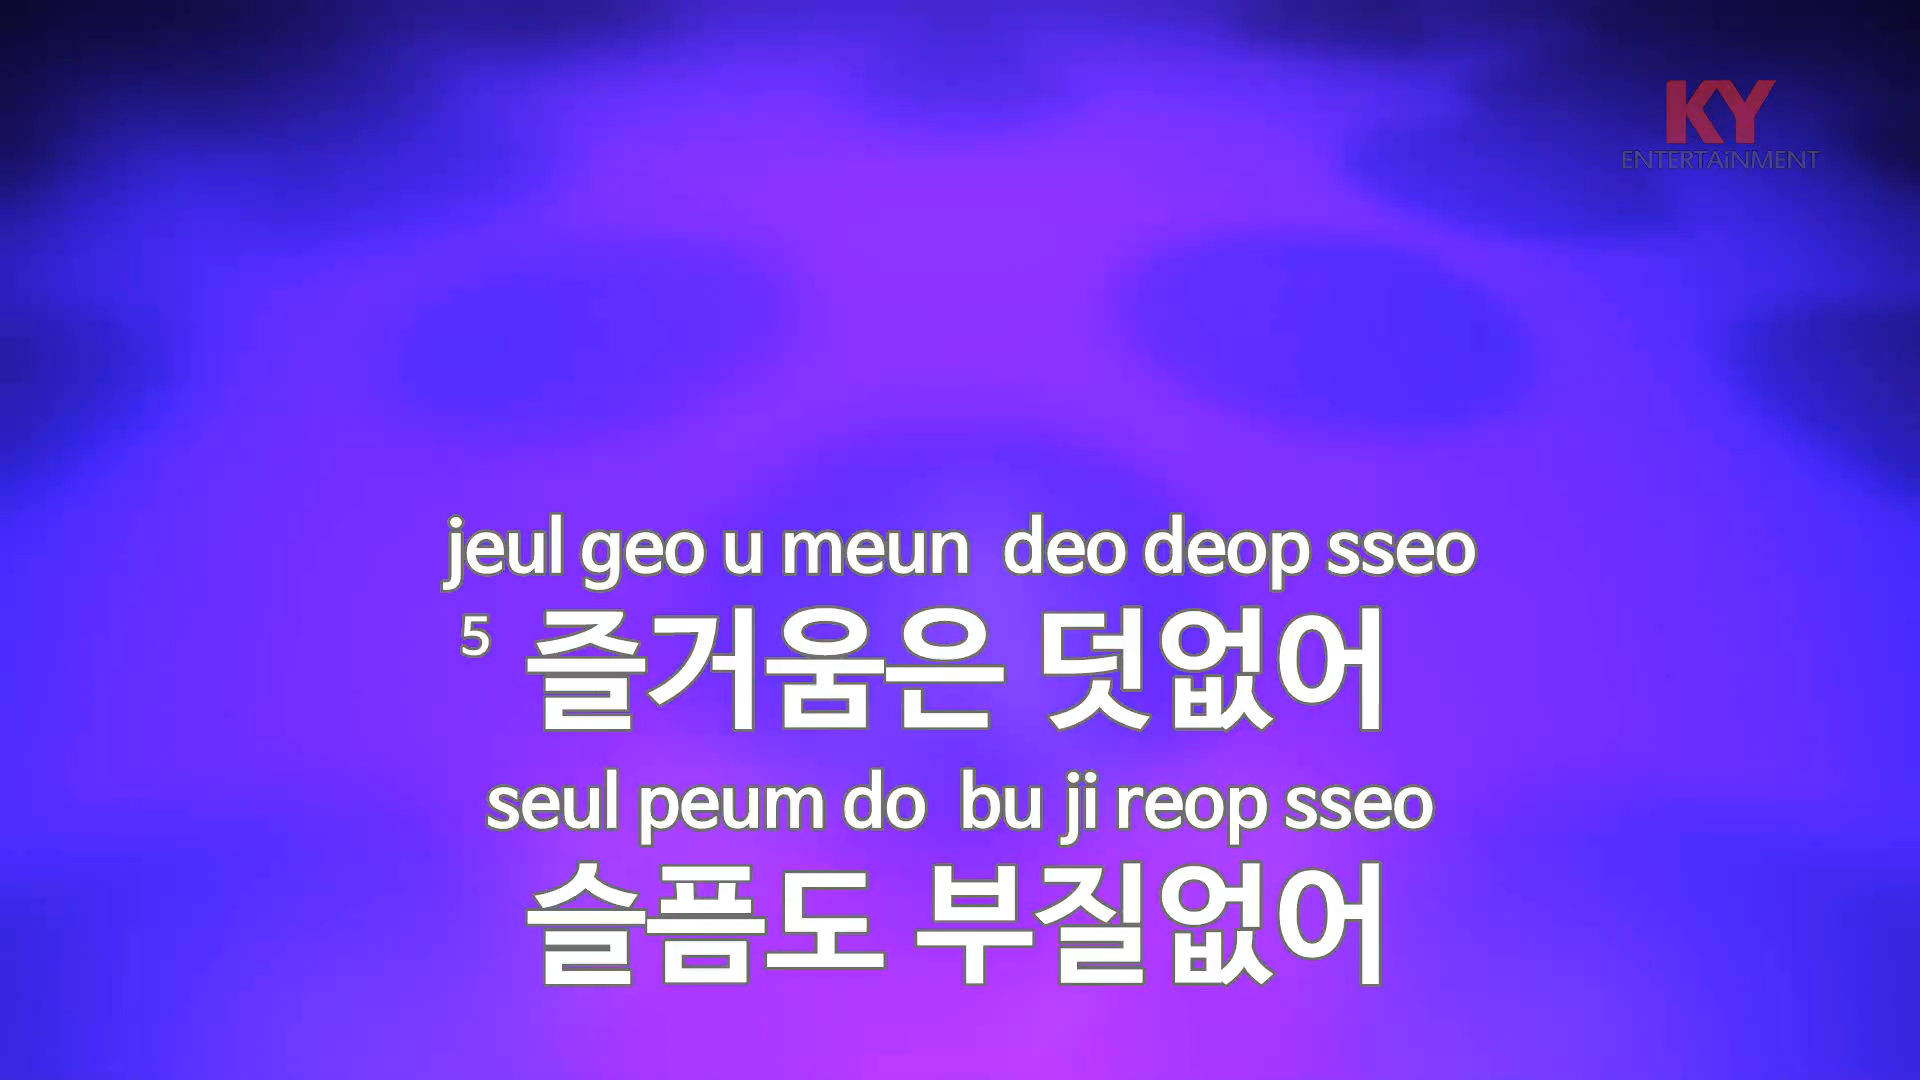 KY
ENTERTAiNMENT
jeul geo u meun deo deop sseo
5 즐거움은 덧없어
seul peum do bu ji reop sseo
슬픔도 부질없어